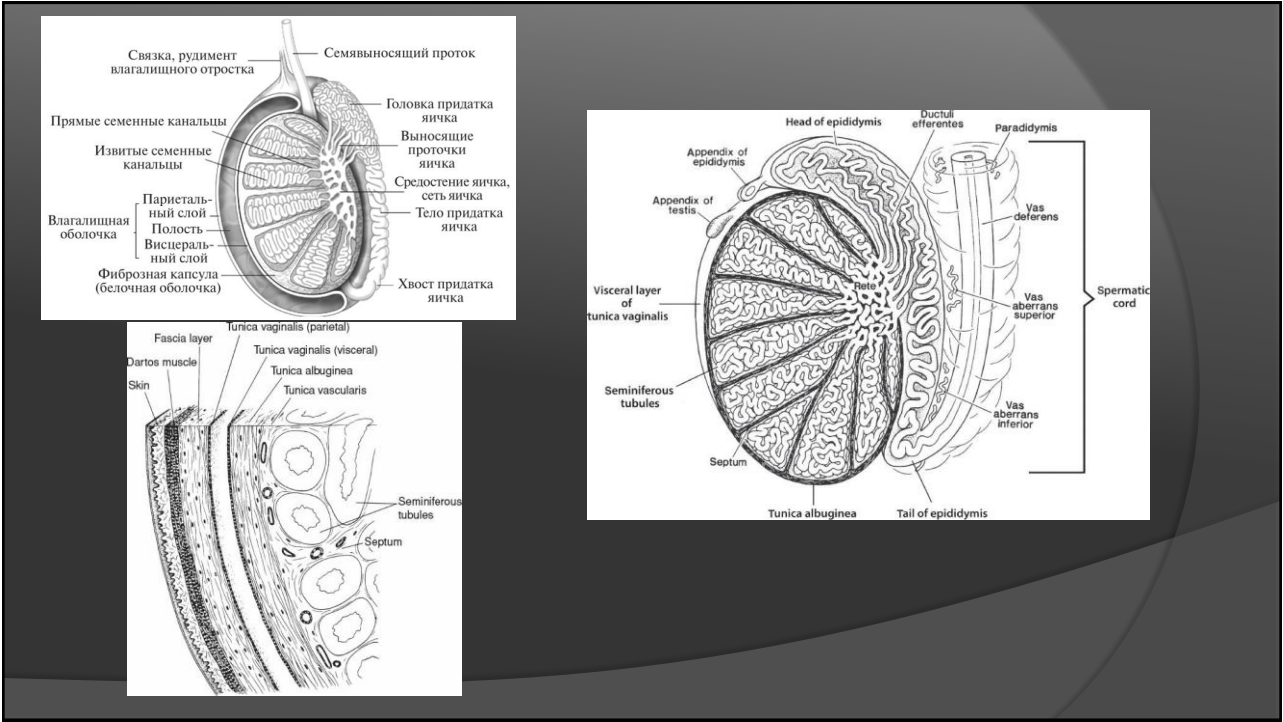 Связка, рудимент
влагалищного отростка
Семявыносящий проток
Головка придатка
яичка
Прямые семенные канальцы
Выносящие
проточки
яичка
Извитые семенные
канальцы
Средостение яичка,
сеть яичка
Париеталь-
ный слой
Влагалищная
оболочка
Полость
Висцераль-
ный слой
Тело придатка
яичка
Фиброзная капсула
(белочная оболочка)
Хвост придатка
яичка
Tunica vaginalis (parietal)
Fascia layer
Tunica vaginalis (visceral)
Dartos muscle
Tunica albuginea
Skin
Tunica vascularis
Seminiferous
tubules
Septum
Head of epididymis
Ductuli
efferentes
Paradidymis
Appendix of
epididymis
Appendix of
testis
Vas
deferens
Rete
Visceral layer
of
tunica vaginalis
Vas
aberrans
superior
Spermatic
cord
Seminiferous
tubules
Vas
aberrans
inferior
Septum
Tunica albuginea
Tail of epididymis